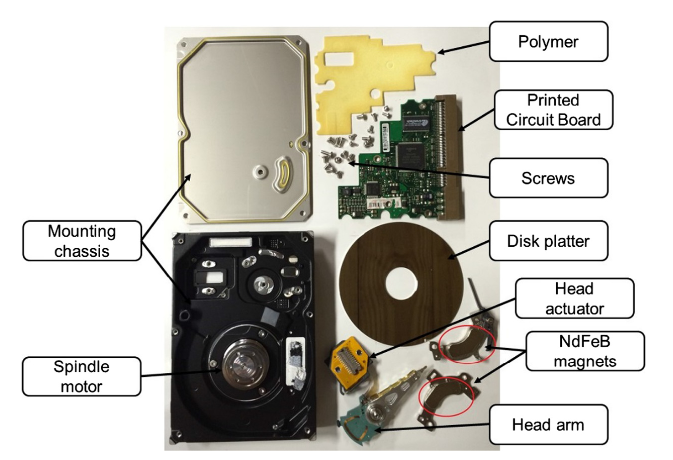 Polymer
Printed
Circuit Board
Screws
Mounting
chassis
Disk platter
Head
actuator
NdFeB
magnets
Spindle
motor
Head arm